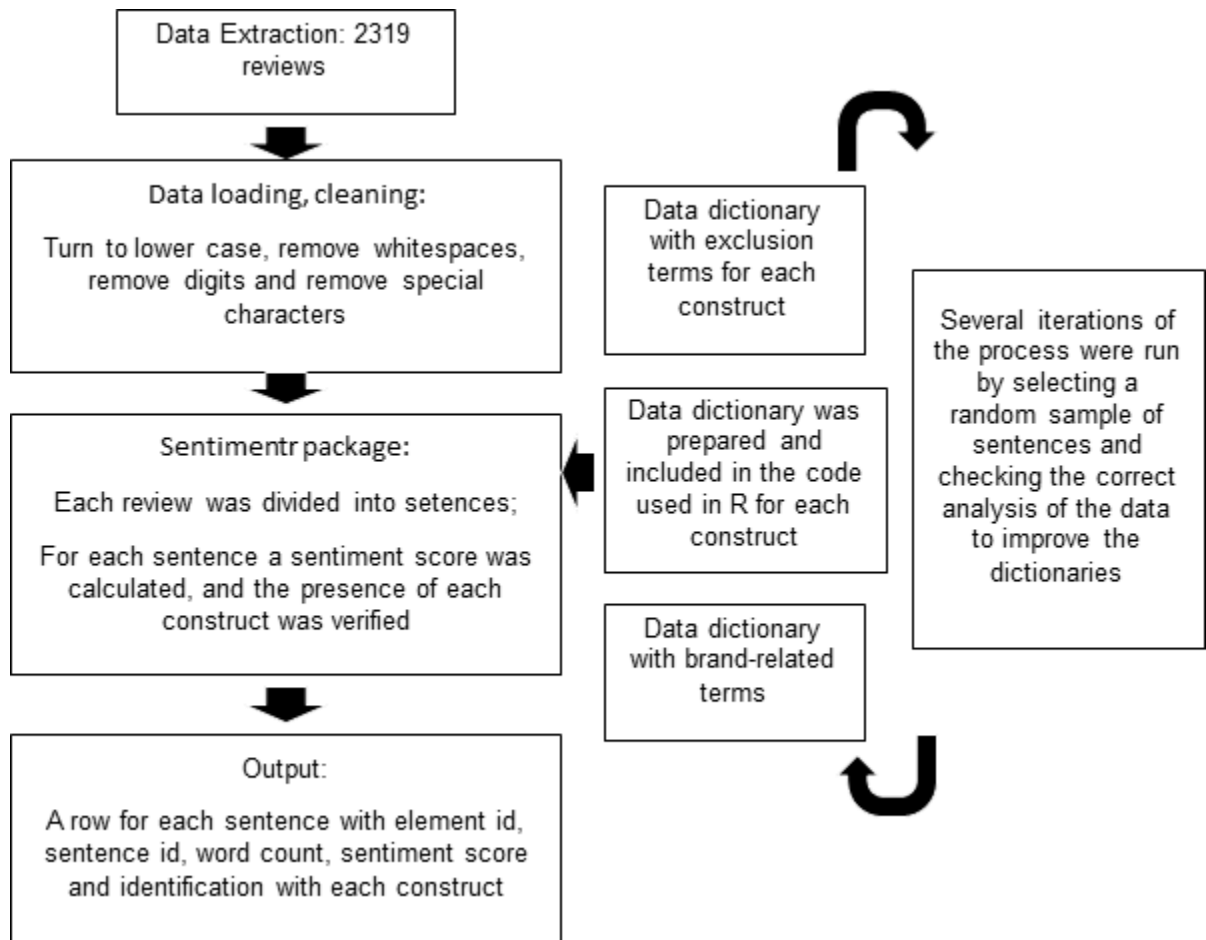 Data Extraction: 2319
reviews
Data loading, cleaning:
Turn to lower case, remove whitespaces,
remove digits and remove special
characters
Sentimentr package:
Each review was divided into setences;
For each sentence a sentiment score was
calculated, and the presence of each
construct was verified
Output:
A row for each sentence with element id,
sentence id, word count, sentiment score
and identification with each construct
Data dictionary
with exclusion
terms for each
construct
Data dictionary was
prepared and
included in the code
used in R for each
construct
Data dictionary
with brand-related
terms
Several iterations of
the process were run
by selecting a
random sample of
sentences and
checking the correct
analysis of the data
to improve the
dictionaries